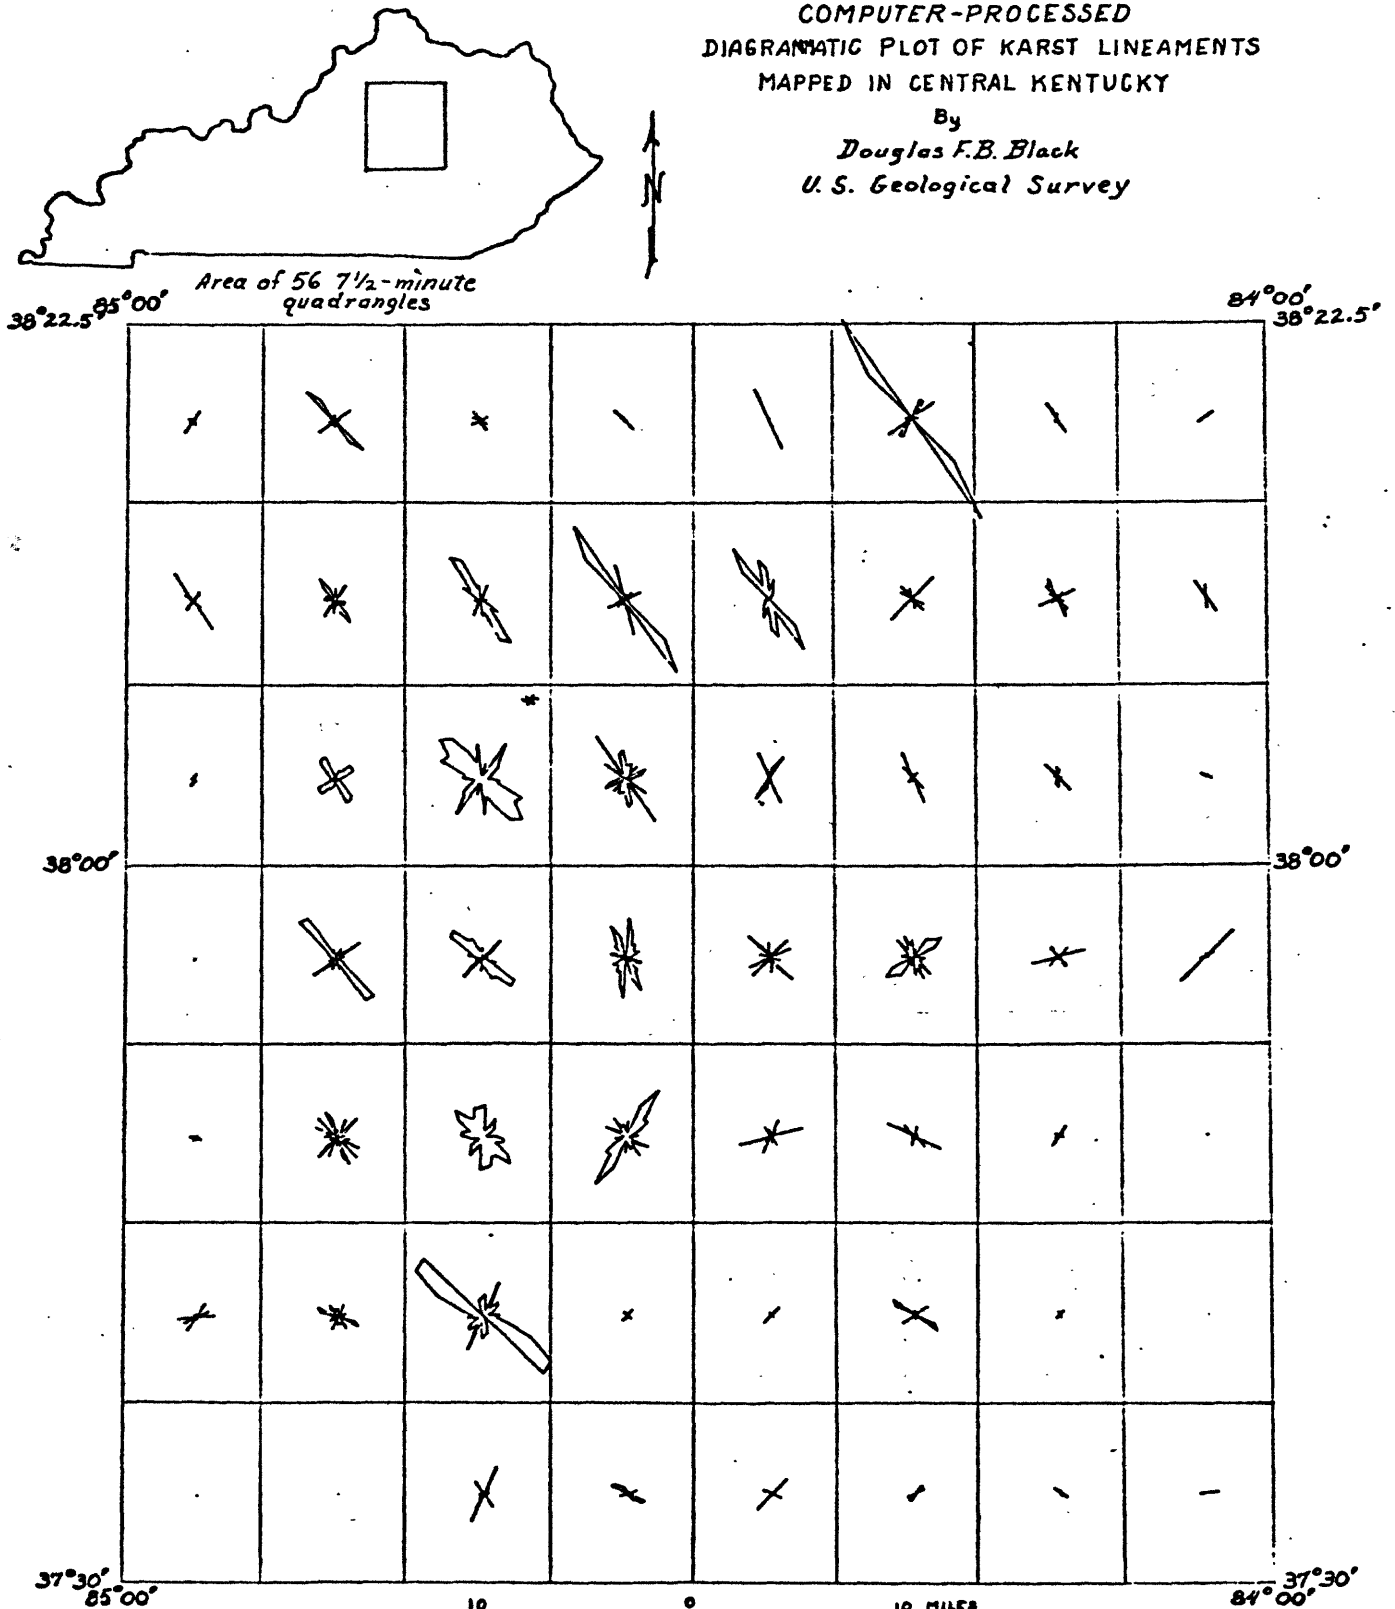 COMPUTER-PROCESSED
DIAGRAMMATIC PLOT OF KARST LINEAMENTS
MAPPED IN CENTRAL KENTUCKY
By
Douglas F.B. Black
U. S. Geological Survey
N
Area of 56 7½-minute
quadrangles
85°00'
84°00'
38°22.5'
38°22.5'
38°00'
38°00'
37°30'
37°30'
85°00'
84°00'
10 0 10 MILES